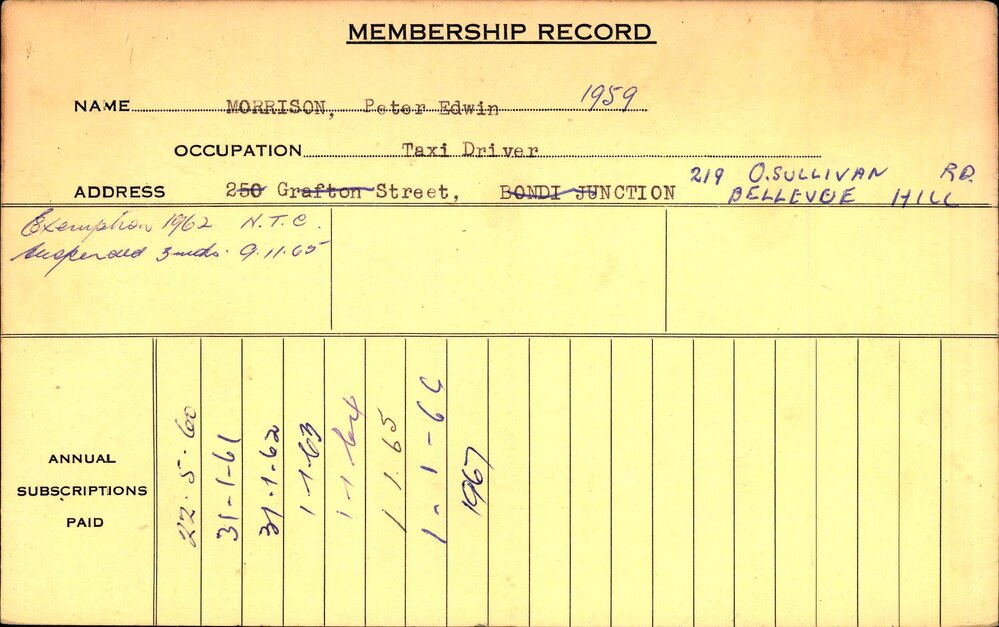 MEMBERSHIP RECORD
NAME MORRISON, Peter Edwin 1959
OCCUPATION Taxi Driver
ADDRESS 250 Grafton Street, BONDI JUNCTION 219 O.SULLIVAN RD.
BELLEVUE HILL
Exemption 1962 N.T.C.
Suspended 3 mths. 9.11.65
ANNUAL
SUBSCRIPTIONS
PAID
22.5.60
31-1-61
31.1.62
1-1-63
1-1-64
1.1.65
1-1-66
1967